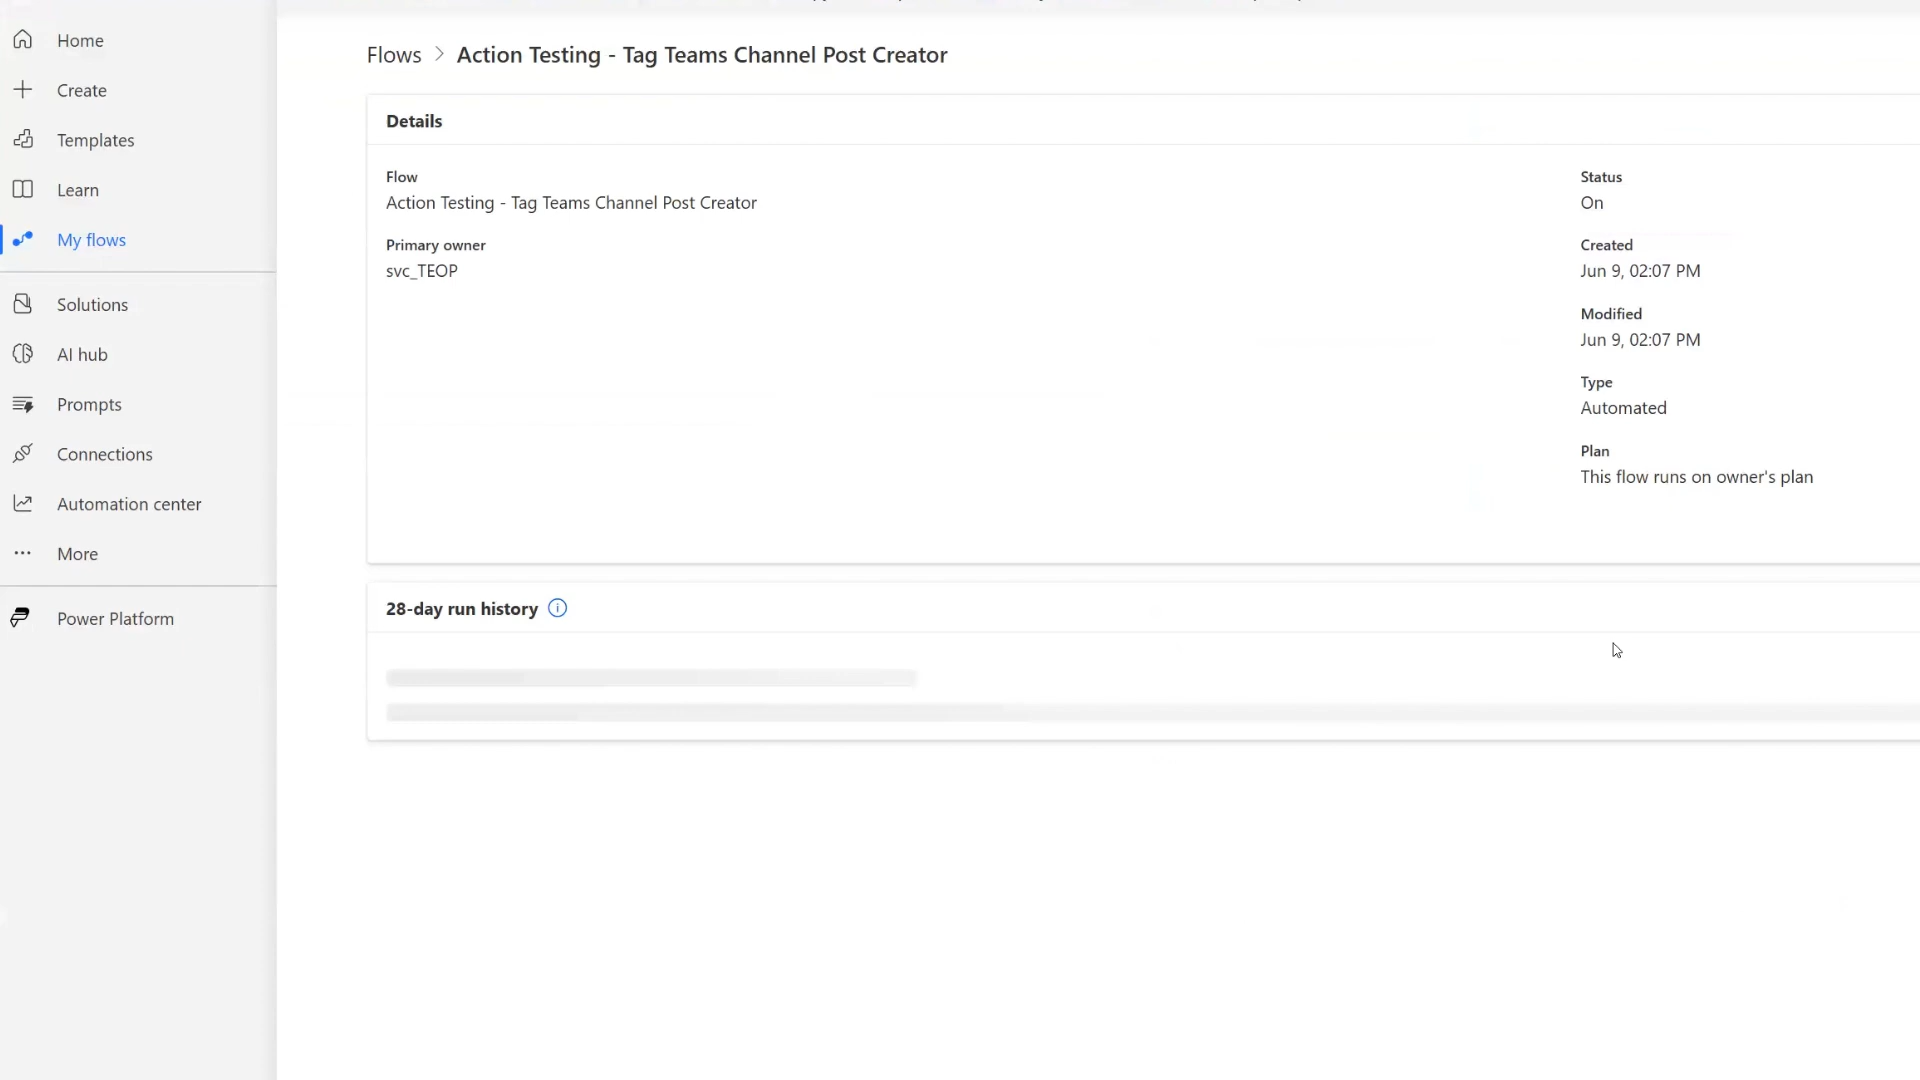 Home
Create
Templates
Learn
My flows
Solutions
AI hub
Prompts
Connections
Automation center
More
Power Platform
Flows > Action Testing - Tag Teams Channel Post Creator
Details
Flow
Action Testing - Tag Teams Channel Post Creator
Primary owner
svc_TEOP
Status
On
Created
Jun 9, 02:07 PM
Modified
Jun 9, 02:07 PM
Type
Automated
Plan
This flow runs on owner's plan
28-day run history